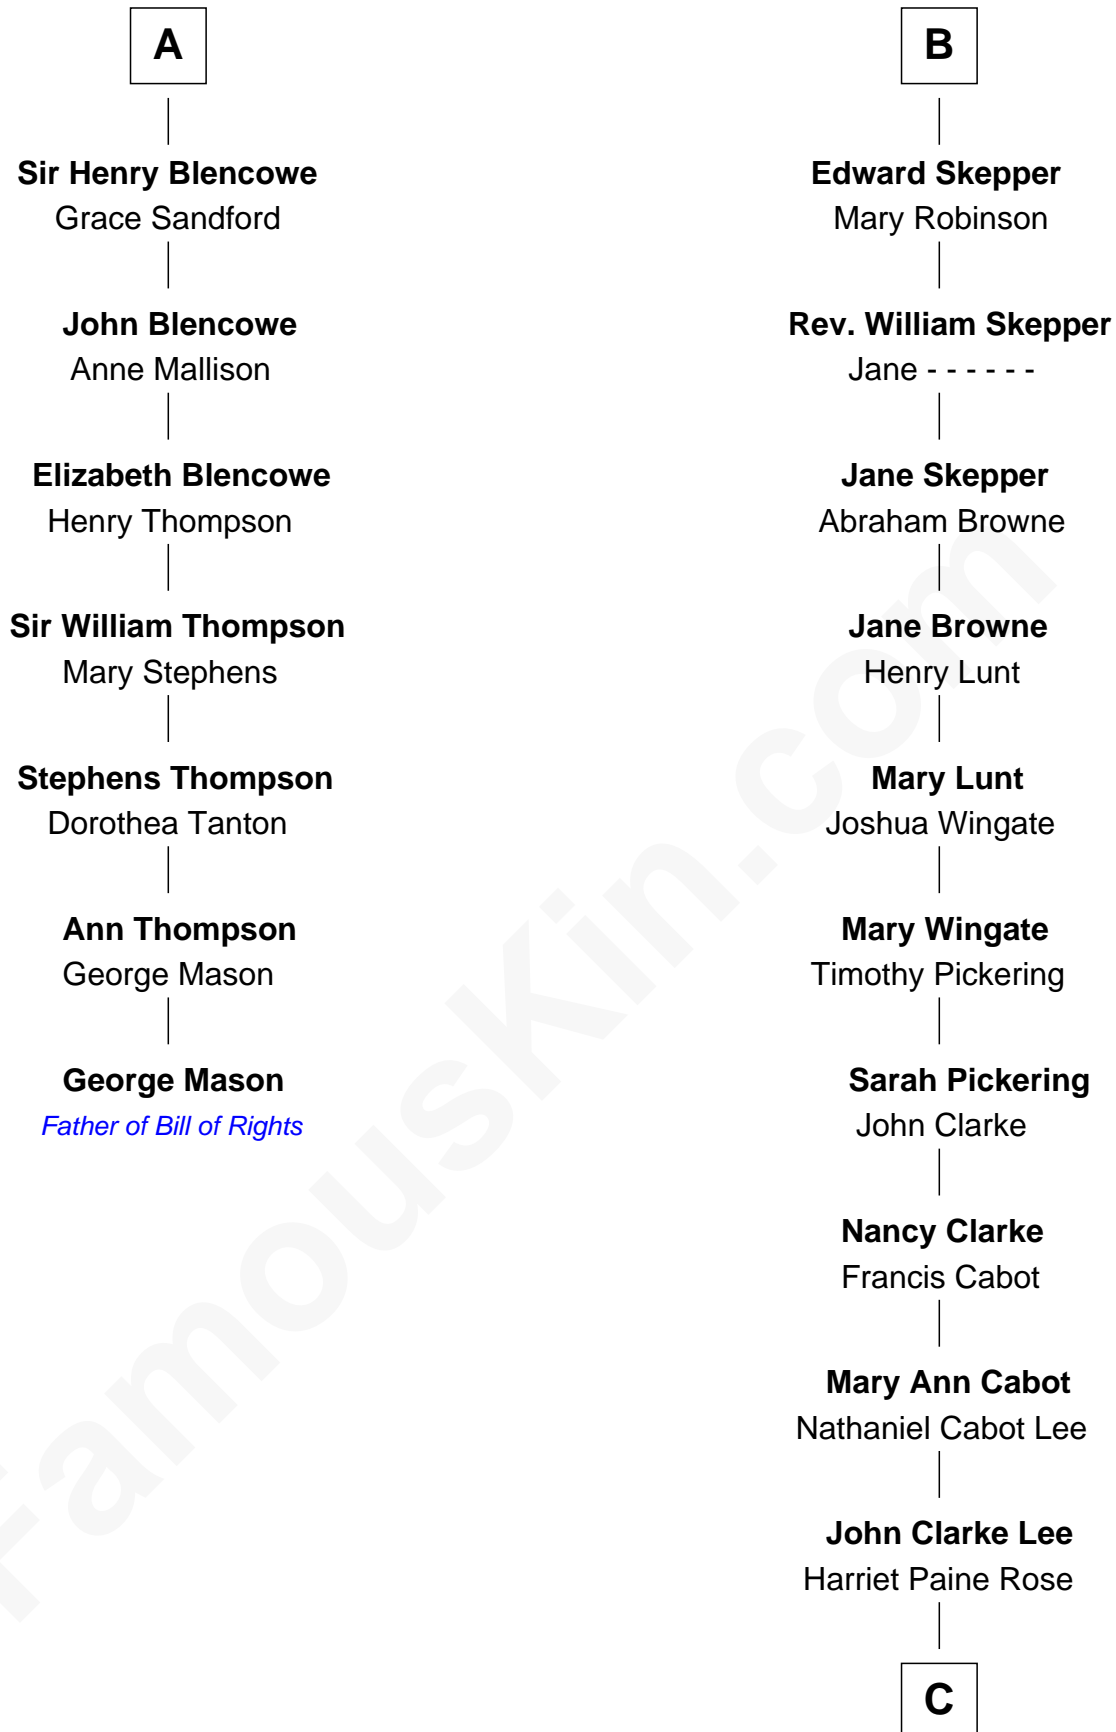 A
Sir Henry Blencowe
Grace Sandford
John Blencowe
Anne Mallison
Elizabeth Blencowe
Henry Thompson
Sir William Thompson
Mary Stephens
Stephens Thompson
Dorothea Tanton
Ann Thompson
George Mason
George Mason
Father of Bill of Rights
B
Edward Skepper
Mary Robinson
Rev. William Skepper
Jane - - - - - -
Jane Skepper
Abraham Browne
Jane Browne
Henry Lunt
Mary Lunt
Joshua Wingate
Mary Wingate
Timothy Pickering
Sarah Pickering
John Clarke
Nancy Clarke
Francis Cabot
Mary Ann Cabot
Nathaniel Cabot Lee
John Clarke Lee
Harriet Paine Rose
C
FamousKin.com